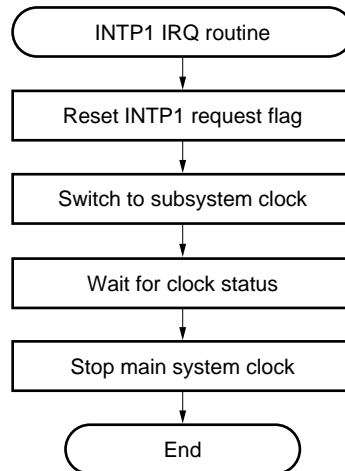 INTP1 IRQ routine
Reset INTP1 request flag
Switch to subsystem clock
Wait for clock status
Stop main system clock
End